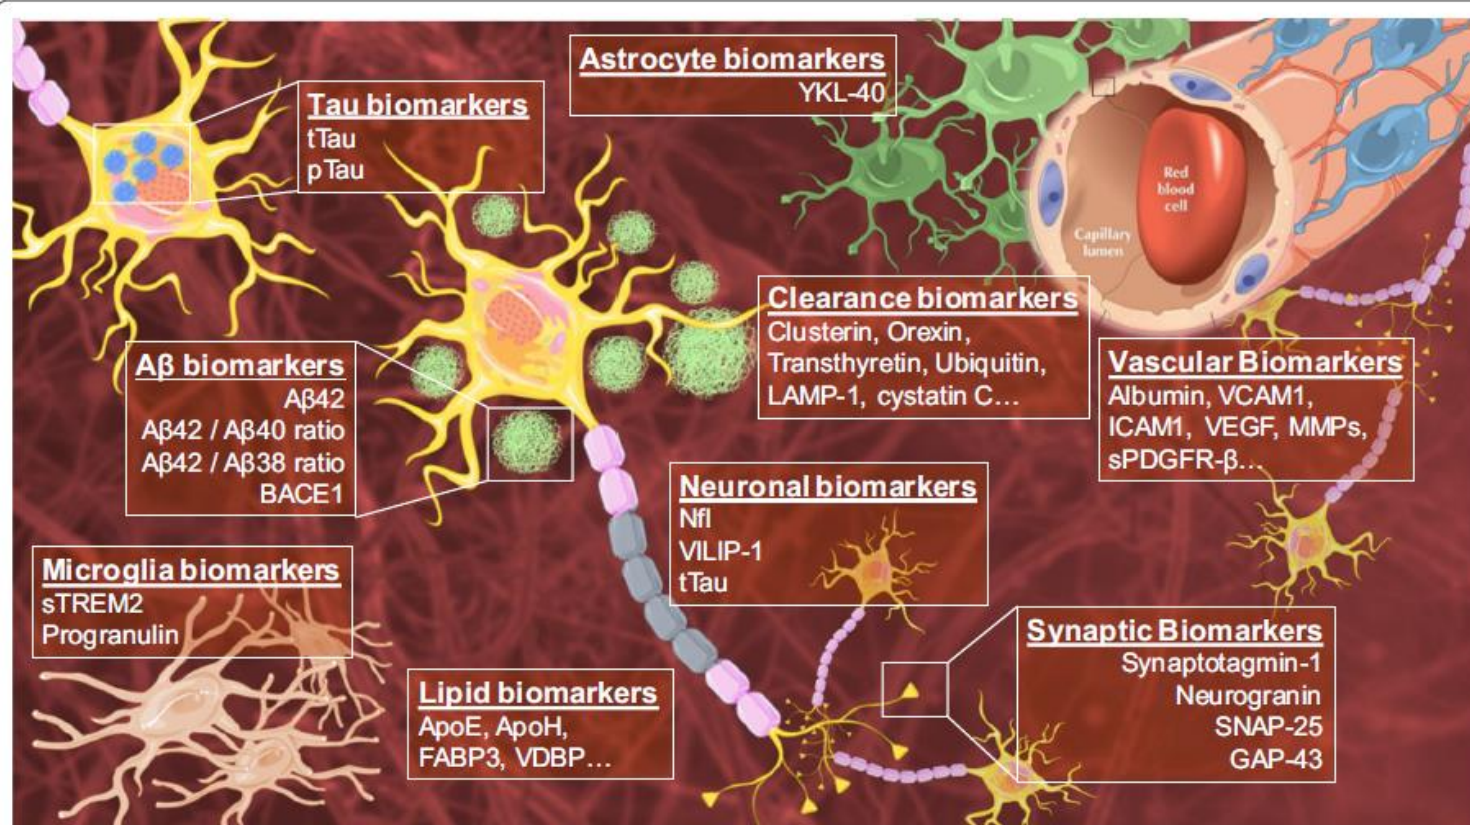 Astrocyte biomarkers
YKL-40
Tau biomarkers
tTau
pTau
Red
blood
cell
Capillary
lumen
Clearance biomarkers
Clusterin, Orexin,
Transthyretin, Ubiquitin,
LAMP-1, cystatin C…
Aβ biomarkers
Aβ42
Aβ42 / Aβ40 ratio
Aβ42 / Aβ38 ratio
BACE1
Vascular Biomarkers
Albumin, VCAM1,
ICAM1, VEGF, MMPs,
sPDGFR-β…
Neuronal biomarkers
Nfl
VILIP-1
tTau
Microglia biomarkers
sTREM2
Progranulin
Synaptic Biomarkers
Synaptotagmin-1
Neurogranin
SNAP-25
GAP-43
Lipid biomarkers
ApoE, ApoH,
FABP3, VDBP…